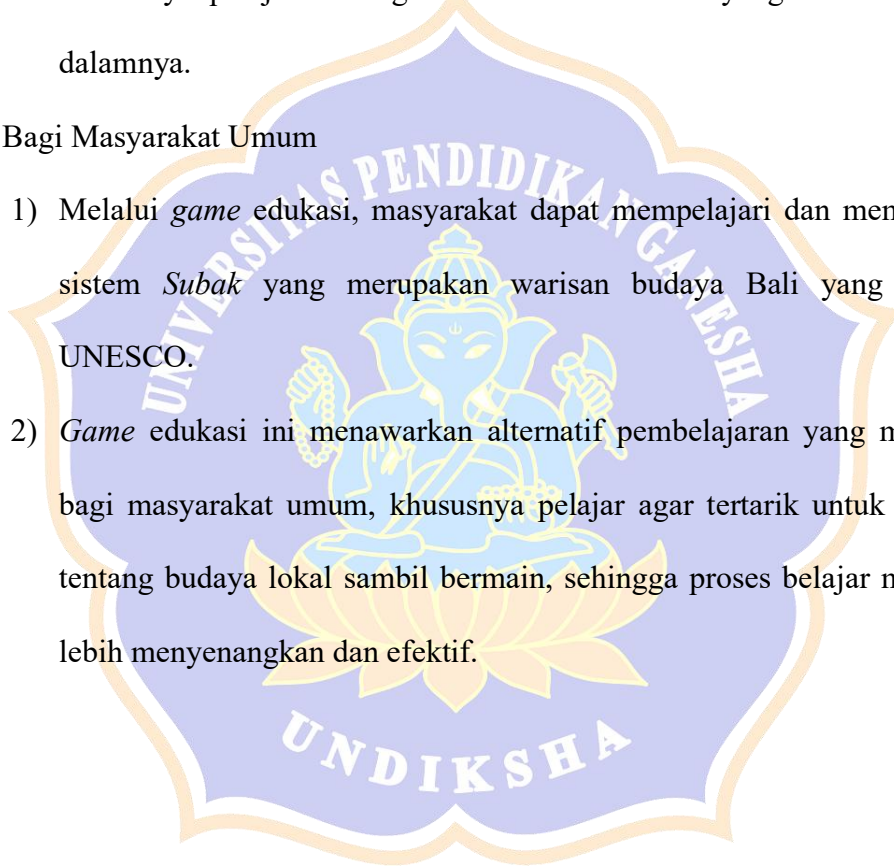 dalamnya.
Bagi Masyarakat Umum
1) Melalui game edukasi, masyarakat dapat mempelajari dan
sistem Subak yang merupakan warisan budaya Bali yang
UNESCO.
2) Game edukasi ini menawarkan alternatif pembelajaran yang
bagi masyarakat umum, khususnya pelajar agar tertarik untuk
tentang budaya lokal sambil bermain, sehingga proses belajar
lebih menyenangkan dan efektif.
UNIVERSITAS PENDIDIKAN GANESHA
UNDIKSHA